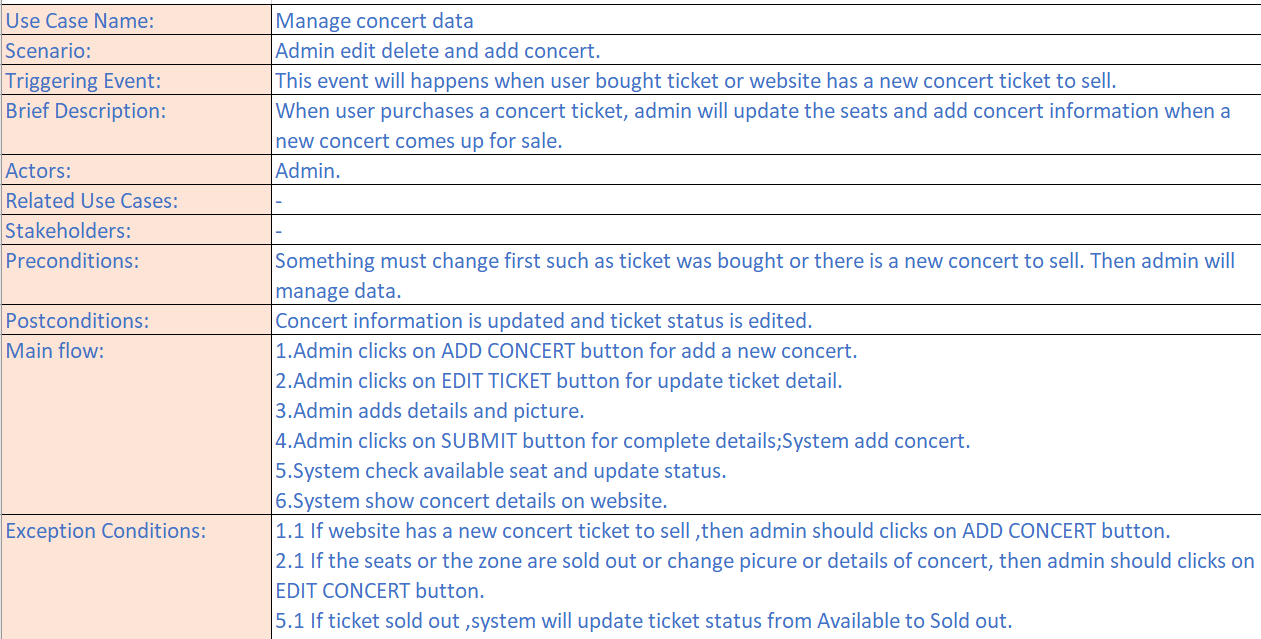 Use Case Name: Manage concert data
Scenario: Admin edit delete and add concert.
Triggering Event: This event will happens when user bought ticket or website has a new concert ticket to sell.
Brief Description: When user purchases a concert ticket, admin will update the seats and add concert information when a
new concert comes up for sale.
Actors: Admin.
Related Use Cases: -
Stakeholders: -
Preconditions: Something must change first such as ticket was bought or there is a new concert to sell. Then admin will
manage data.
Postconditions: Concert information is updated and ticket status is edited.
Main flow: 1.Admin clicks on ADD CONCERT button for add a new concert.
2.Admin clicks on EDIT TICKET button for update ticket detail.
3.Admin adds details and picture.
4.Admin clicks on SUBMIT button for complete details;System add concert.
5.System check available seat and update status.
6.System show concert details on website.
Exception Conditions: 1.1 If website has a new concert ticket to sell ,then admin should clicks on ADD CONCERT button.
2.1 If the seats or the zone are sold out or change picure or details of concert, then admin should clicks on
EDIT CONCERT button.
5.1 If ticket sold out ,system will update ticket status from Available to Sold out.